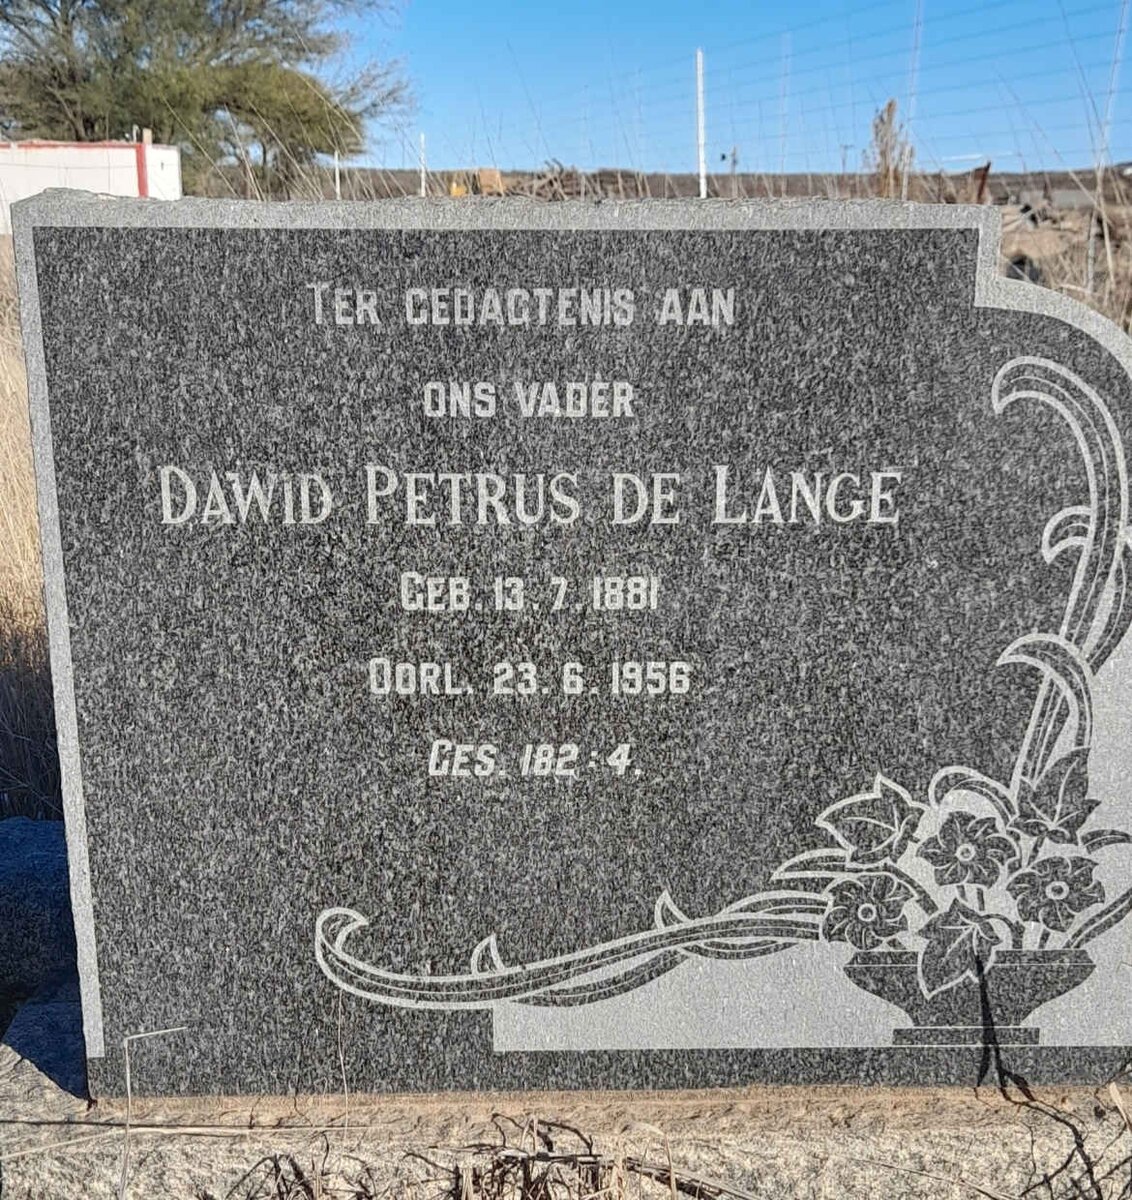 TER GEDAGTENIS AAN
ONS VADER
DAWID PETRUS DE LANGE
GEB. 13. 7. 1881
OORL. 23. 6. 1956
GES. 182:4.